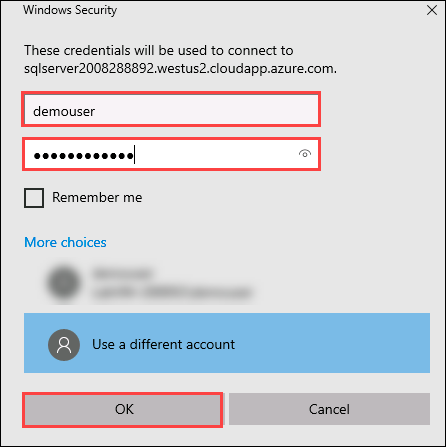 Windows Security
These credentials will be used to connect to
sqlserver2008288892.westus2.cloudapp.azure.com.
demouser
●●●●●●●●●●●●
Remember me
More choices
Use a different account
OK
Cancel